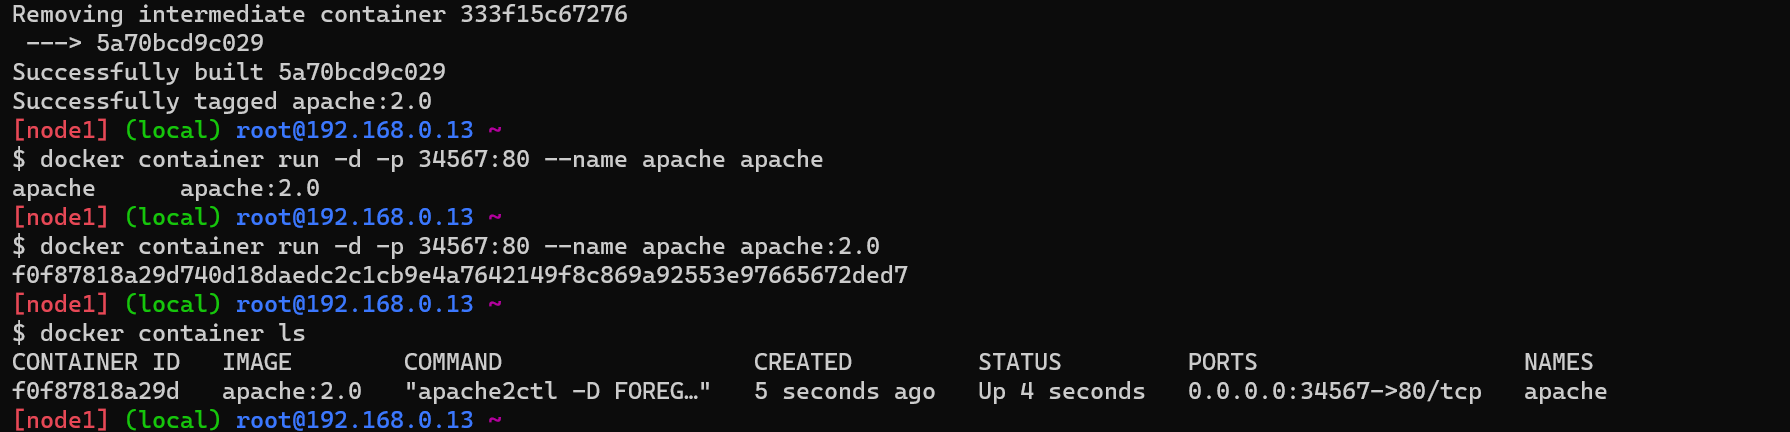 Removing intermediate container 333f15c67276
 ---> 5a70bcd9c029
Successfully built 5a70bcd9c029
Successfully tagged apache:2.0
[node1] (local) root@192.168.0.13 ~
$ docker container run -d -p 34567:80 --name apache apache
apache      apache:2.0
[node1] (local) root@192.168.0.13 ~
$ docker container run -d -p 34567:80 --name apache apache:2.0
f0f87818a29d740d18daedc2c1cb9e4a7642149f8c869a92553e97665672ded7
[node1] (local) root@192.168.0.13 ~
$ docker container ls
CONTAINER ID   IMAGE        COMMAND                  CREATED         STATUS         PORTS                   NAMES
f0f87818a29d   apache:2.0   "apache2ctl -D FOREG…"   5 seconds ago   Up 4 seconds   0.0.0.0:34567->80/tcp   apache
[node1] (local) root@192.168.0.13 ~